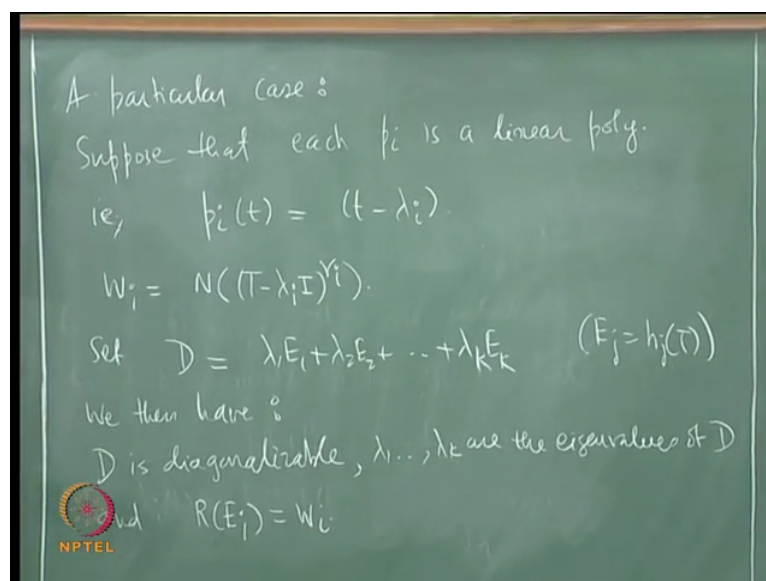 A particular case :
Suppose that each pi is a linear poly.
ie, pi(t) = (t - λi).
Wi = N((T-λiI)^ri).
Set D = λ1E1 + λ2E2 + ... + λkEk (Ej = hj(T))
We then have :
D is diagonalizable, λ1..., λk are the eigenvalues of D
and R(Ei) = Wi.
NPTEL